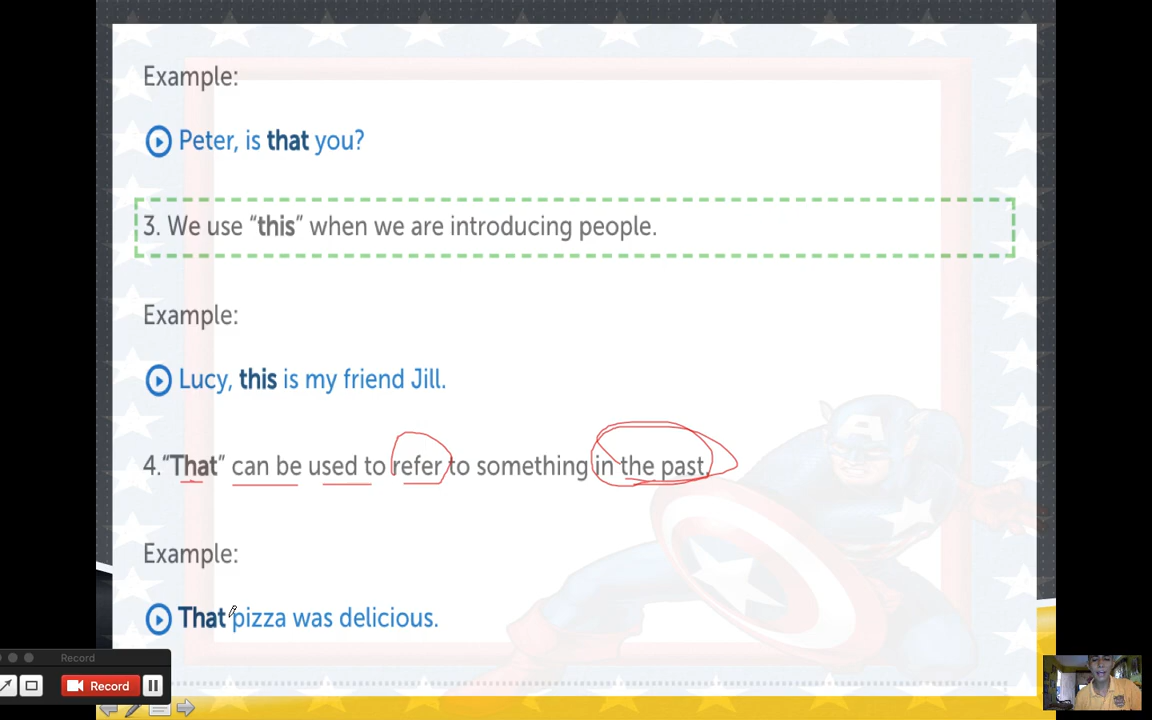 Example:
Peter, is that you?
3. We use “this” when we are introducing people.
Example:
Lucy, this is my friend Jill.
4.“That” can be used to refer to something in the past.
Example:
That pizza was delicious.
Record
Record